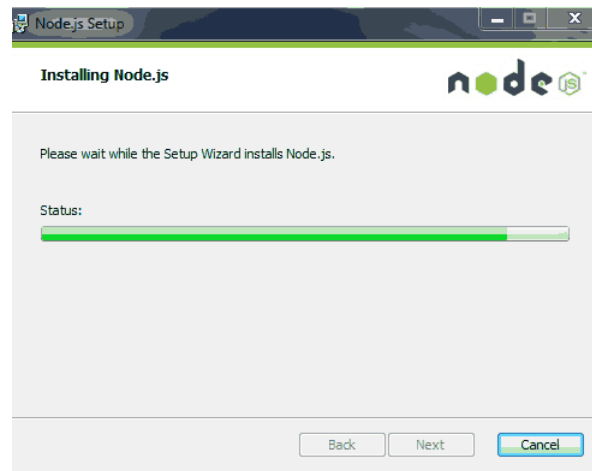 Node.js Setup
Installing Node.js
node JS
Please wait while the Setup Wizard installs Node.js.
Status:
Back
Next
Cancel